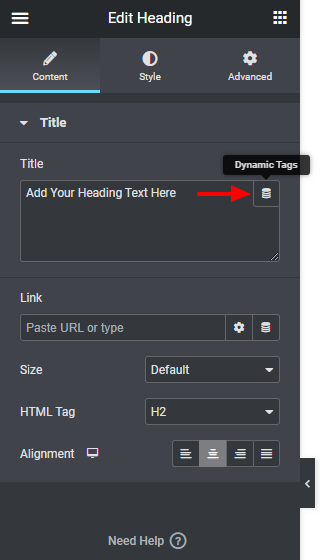 Edit Heading
Content Style Advanced
Title
Title
Dynamic Tags
Add Your Heading Text Here
Link
Paste URL or type
Size Default
HTML Tag H2
Alignment
Need Help ?